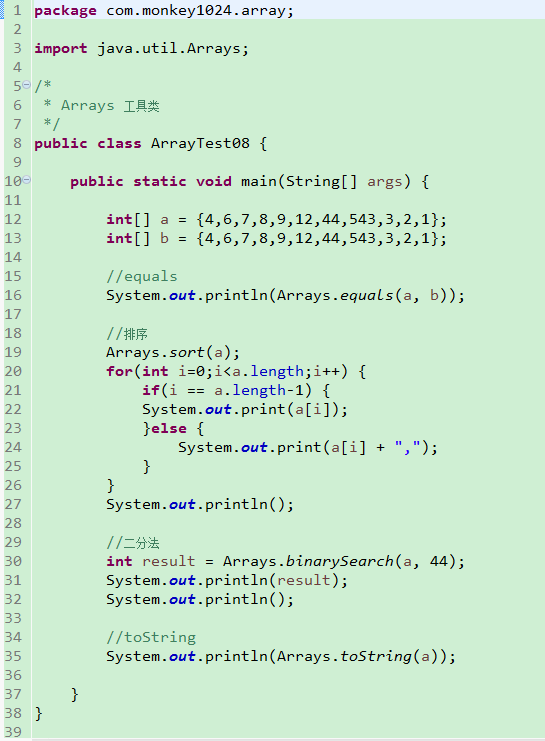 1 package com.monkey1024.array;
2
3 import java.util.Arrays;
4
5 /*
6  * Arrays 工具类
7  */
8 public class ArrayTest08 {
9
10     public static void main(String[] args) {
11
12         int[] a = {4,6,7,8,9,12,44,543,3,2,1};
13         int[] b = {4,6,7,8,9,12,44,543,3,2,1};
14
15         //equals
16         System.out.println(Arrays.equals(a, b));
17
18         //排序
19         Arrays.sort(a);
20         for(int i=0;i<a.length;i++) {
21             if(i == a.length-1) {
22             System.out.print(a[i]);
23             }else {
24                 System.out.print(a[i] + ",");
25             }
26         }
27         System.out.println();
28
29         //二分法
30         int result = Arrays.binarySearch(a, 44);
31         System.out.println(result);
32         System.out.println();
33
34         //toString
35         System.out.println(Arrays.toString(a));
36
37     }
38 }
39